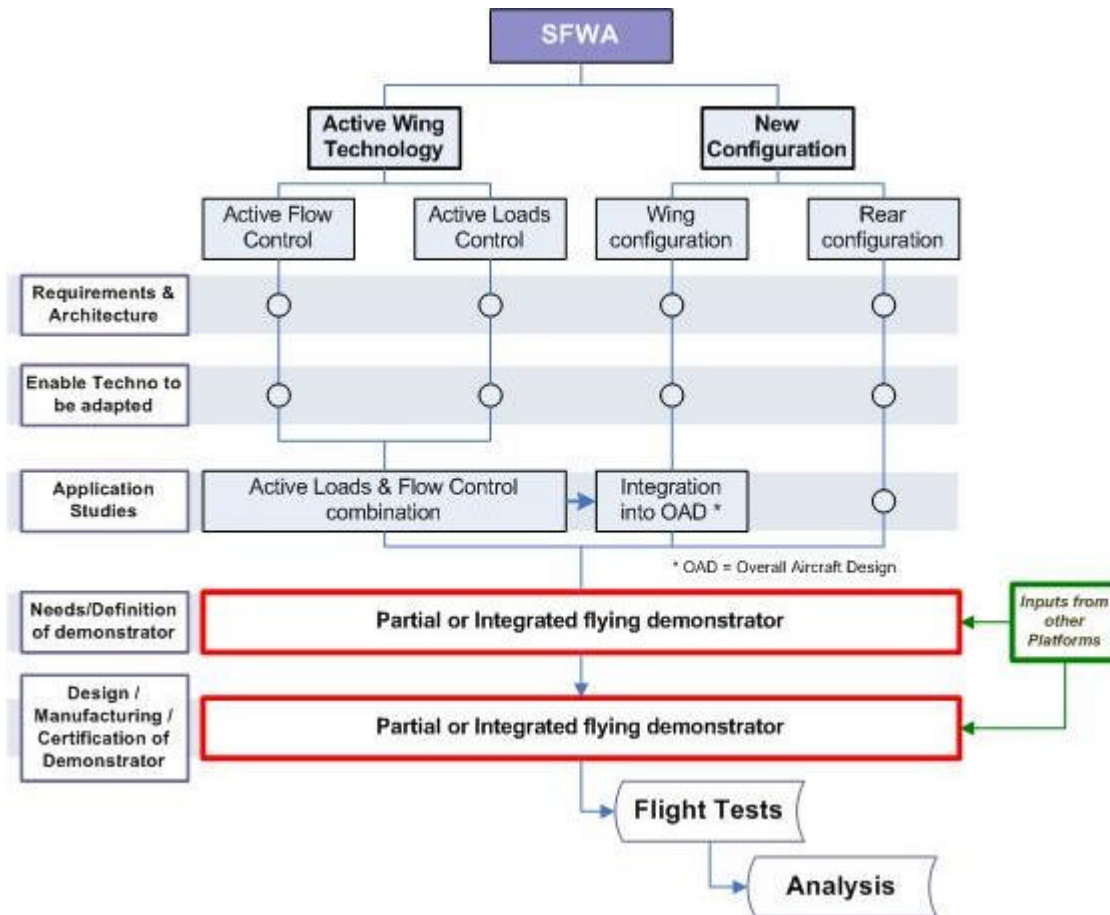 SFWA
Active Wing
Technology
New
Configuration
Active Flow
Control
Active Loads
Control
Wing
configuration
Rear
configuration
Requirements &
Architecture
Enable Techno to
be adapted
Application
Studies
Active Loads & Flow Control
combination
Integration
into OAD *
* OAD = Overall Aircraft Design
Needs/Definition
of demonstrator
Partial or Integrated flying demonstrator
Inputs from
other
Platforms
Design /
Manufacturing /
Certification of
Demonstrator
Partial or Integrated flying demonstrator
Flight Tests
Analysis